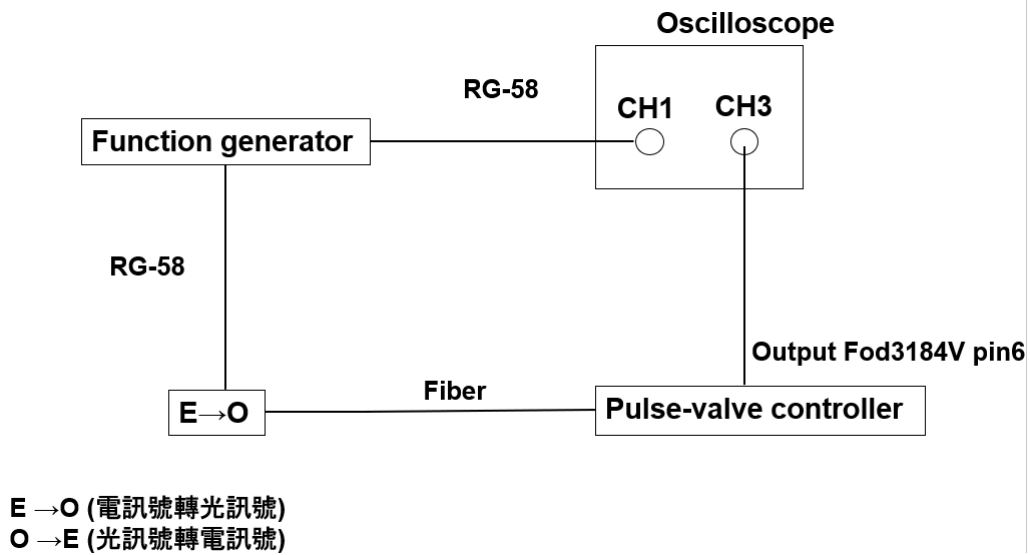 Oscilloscope
RG-58
CH1
CH3
Function generator
RG-58
Output Fod3184V pin6
Fiber
E→O
Pulse-valve controller
E →O (電訊號轉光訊號)
O →E (光訊號轉電訊號)